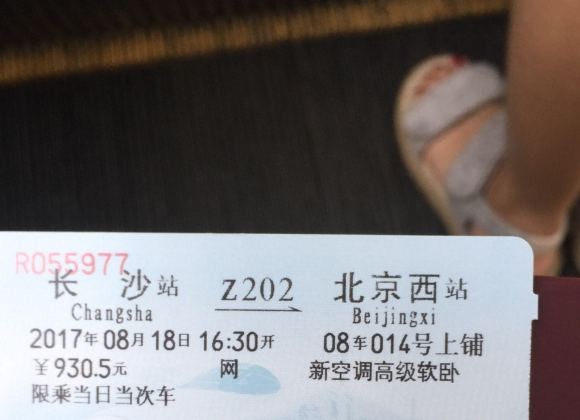 R055977
长沙站 Z202 北京西站
Changsha Beijingxi
2017年08月18日 16:30开 08车014号上铺
￥930.5元 网 新空调高级软卧
限乘当日当次车